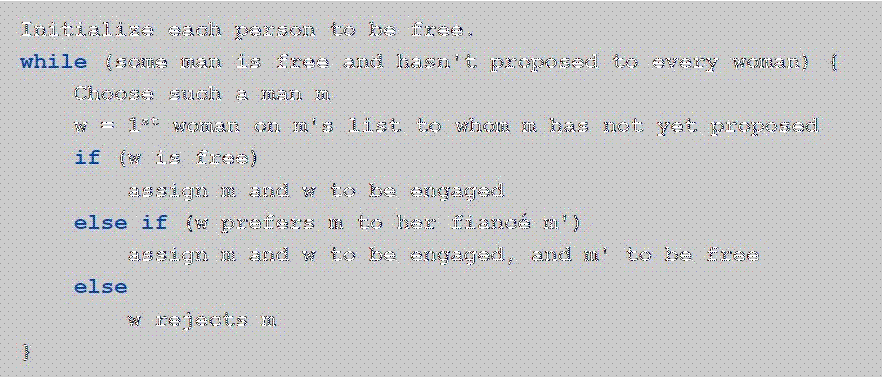 Initialize each person to be free.
while (some man is free and hasn't proposed to every woman) {
Choose such a man m
w = 1ˢᵗ woman on m's list to whom m has not yet proposed
if (w is free)
assign m and w to be engaged
else if (w prefers m to her fiancé m')
assign m and w to be engaged, and m' to be free
else
w rejects m
}